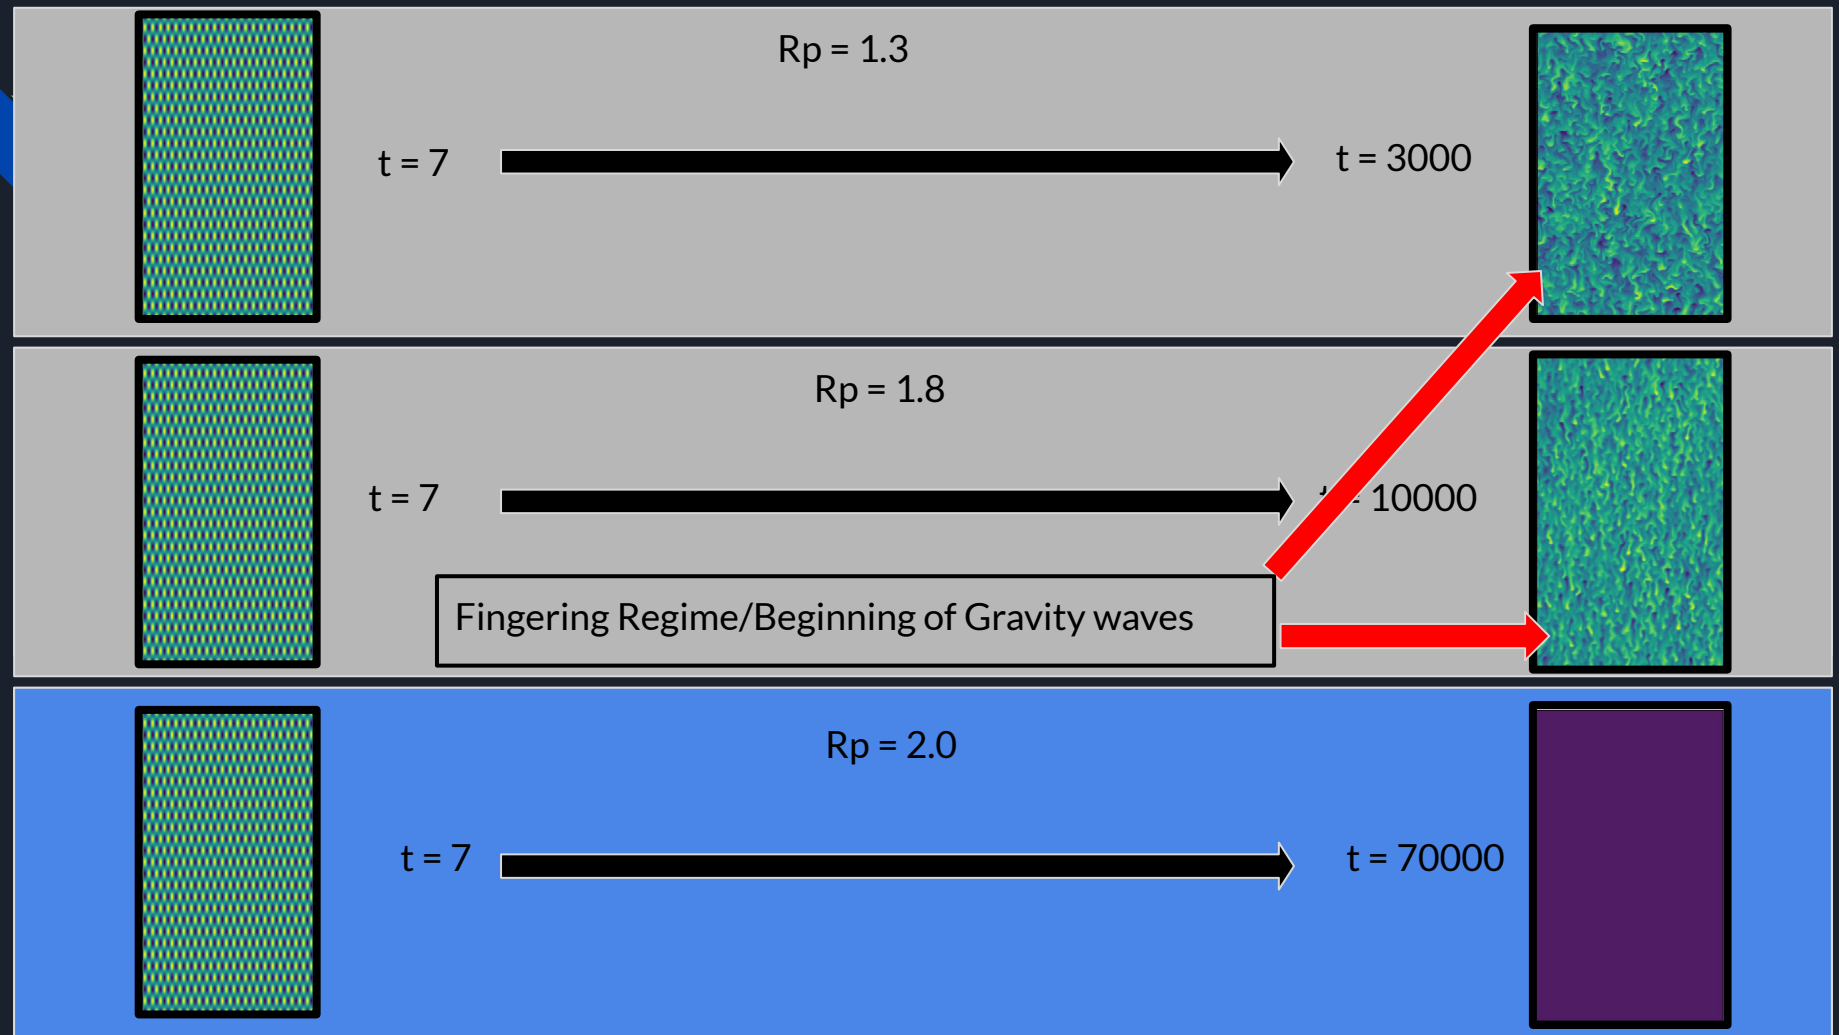 Rp = 1.3
t = 7
t = 3000
Rp = 1.8
t = 7
t = 10000
Fingering Regime/Beginning of Gravity waves
Rp = 2.0
t = 7
t = 70000